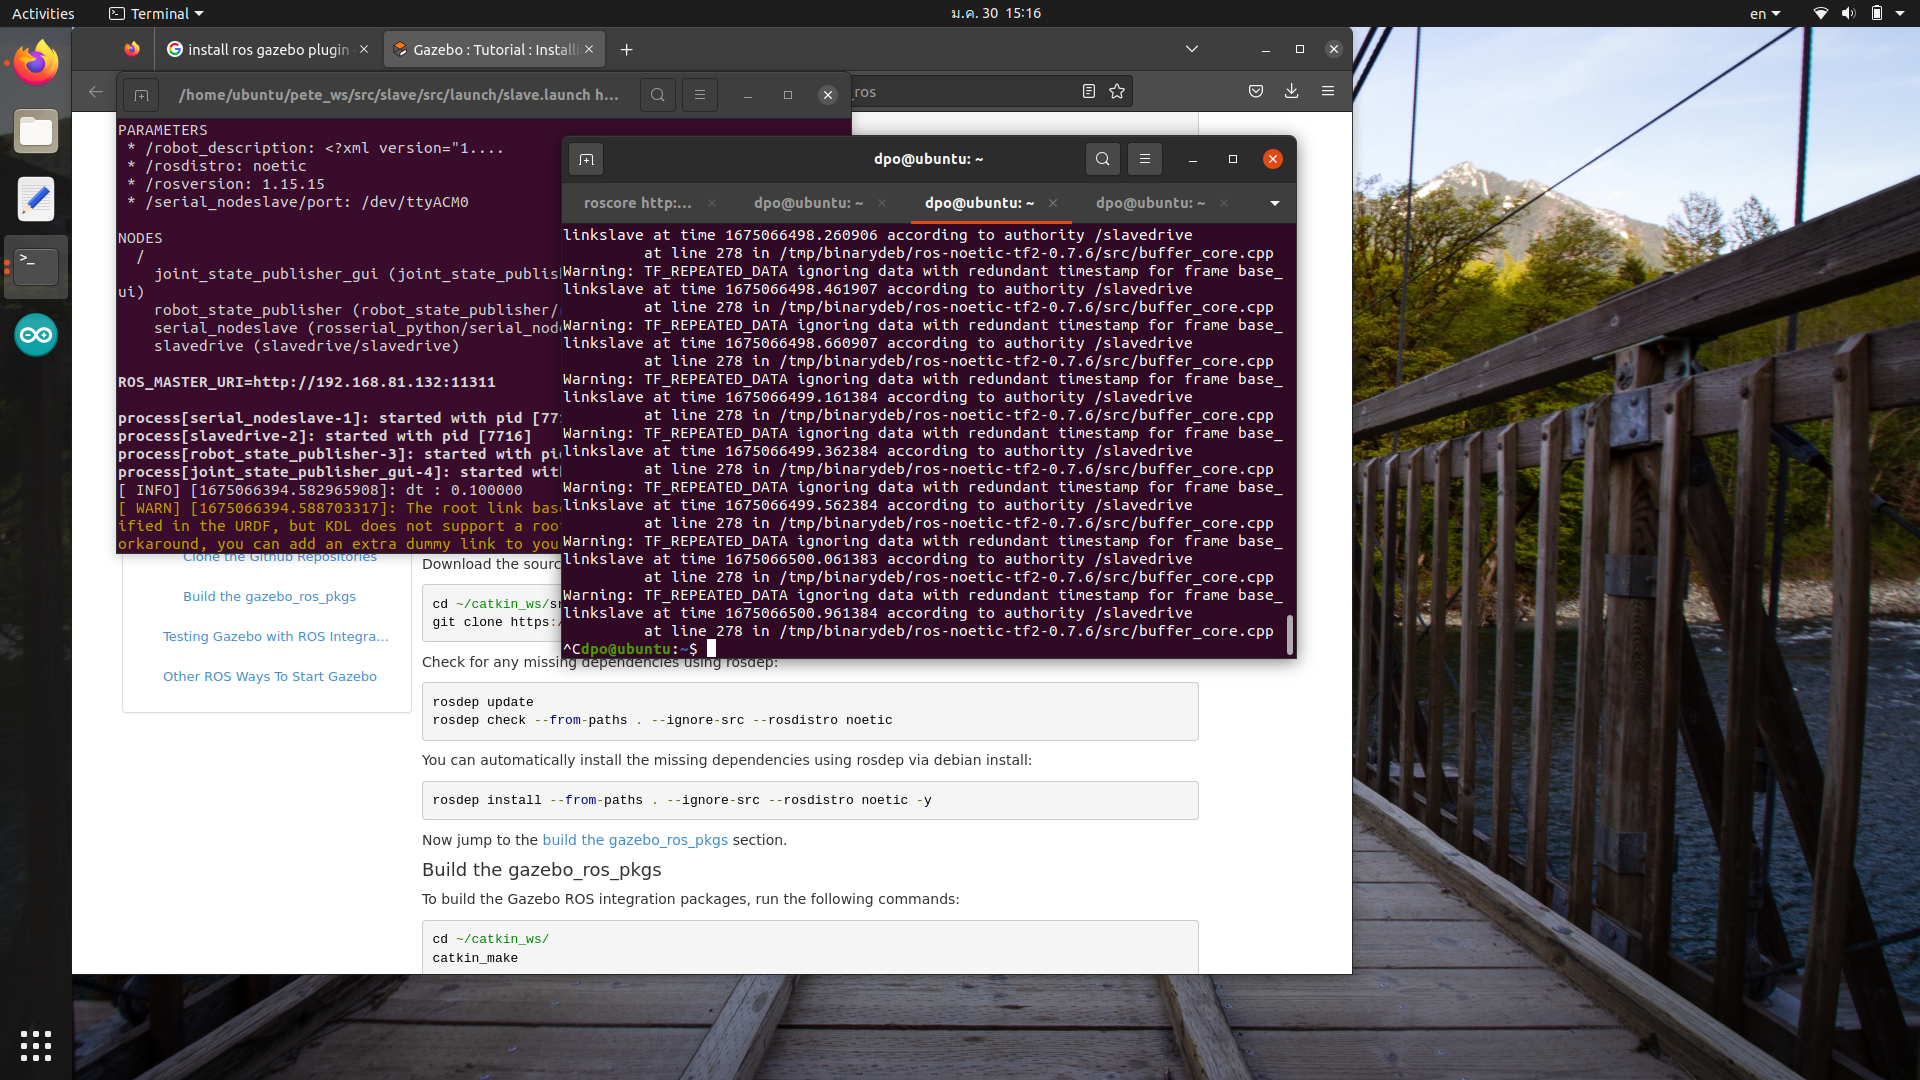 Activities
Terminal
ม.ค. 30 15:16
en
install ros gazebo plugin
Gazebo : Tutorial : Install
_ros
/home/ubuntu/pete_ws/src/slave/src/launch/slave.launch h...
PARAMETERS
* /robot_description: <?xml version="1....
* /rosdistro: noetic
* /rosversion: 1.15.15
* /serial_nodeslave/port: /dev/ttyACM0
NODES
/
joint_state_publisher_gui (joint_state_publis
ui)
robot_state_publisher (robot_state_publisher/
serial_nodeslave (rosserial_python/serial_nod
slavedrive (slavedrive/slavedrive)
ROS_MASTER_URI=http://192.168.81.132:11311
process[serial_nodeslave-1]: started with pid [77
process[slavedrive-2]: started with pid [7716]
process[robot_state_publisher-3]: started with pi
process[joint_state_publisher_gui-4]: started wit
[ INFO] [1675066394.582965908]: dt : 0.100000
[ WARN] [1675066394.588703317]: The root link bas
ified in the URDF, but KDL does not support a roo
orkaround, you can add an extra dummy link to you
dpo@ubuntu: ~
roscore http:...
dpo@ubuntu: ~
dpo@ubuntu: ~
dpo@ubuntu: ~
linkslave at time 1675066498.260906 according to authority /slavedrive
at line 278 in /tmp/binarydeb/ros-noetic-tf2-0.7.6/src/buffer_core.cpp
Warning: TF_REPEATED_DATA ignoring data with redundant timestamp for frame base_
linkslave at time 1675066498.461907 according to authority /slavedrive
at line 278 in /tmp/binarydeb/ros-noetic-tf2-0.7.6/src/buffer_core.cpp
Warning: TF_REPEATED_DATA ignoring data with redundant timestamp for frame base_
linkslave at time 1675066498.660907 according to authority /slavedrive
at line 278 in /tmp/binarydeb/ros-noetic-tf2-0.7.6/src/buffer_core.cpp
Warning: TF_REPEATED_DATA ignoring data with redundant timestamp for frame base_
linkslave at time 1675066499.161384 according to authority /slavedrive
at line 278 in /tmp/binarydeb/ros-noetic-tf2-0.7.6/src/buffer_core.cpp
Warning: TF_REPEATED_DATA ignoring data with redundant timestamp for frame base_
linkslave at time 1675066499.362384 according to authority /slavedrive
at line 278 in /tmp/binarydeb/ros-noetic-tf2-0.7.6/src/buffer_core.cpp
Warning: TF_REPEATED_DATA ignoring data with redundant timestamp for frame base_
linkslave at time 1675066499.562384 according to authority /slavedrive
at line 278 in /tmp/binarydeb/ros-noetic-tf2-0.7.6/src/buffer_core.cpp
Warning: TF_REPEATED_DATA ignoring data with redundant timestamp for frame base_
linkslave at time 1675066500.061383 according to authority /slavedrive
at line 278 in /tmp/binarydeb/ros-noetic-tf2-0.7.6/src/buffer_core.cpp
Warning: TF_REPEATED_DATA ignoring data with redundant timestamp for frame base_
linkslave at time 1675066500.961384 according to authority /slavedrive
at line 278 in /tmp/binarydeb/ros-noetic-tf2-0.7.6/src/buffer_core.cpp
^Cdpo@ubuntu:~$
Clone the Github Repositories
Build the gazebo_ros_pkgs
Testing Gazebo with ROS Integra...
Other ROS Ways To Start Gazebo
Download the sourc
cd ~/catkin_ws/sr
git clone https:
Check for any missing dependencies using rosdep:
rosdep update
rosdep check --from-paths . --ignore-src --rosdistro noetic
You can automatically install the missing dependencies using rosdep via debian install:
rosdep install --from-paths . --ignore-src --rosdistro noetic -y
Now jump to the build the gazebo_ros_pkgs section.
Build the gazebo_ros_pkgs
To build the Gazebo ROS integration packages, run the following commands:
cd ~/catkin_ws/
catkin_make